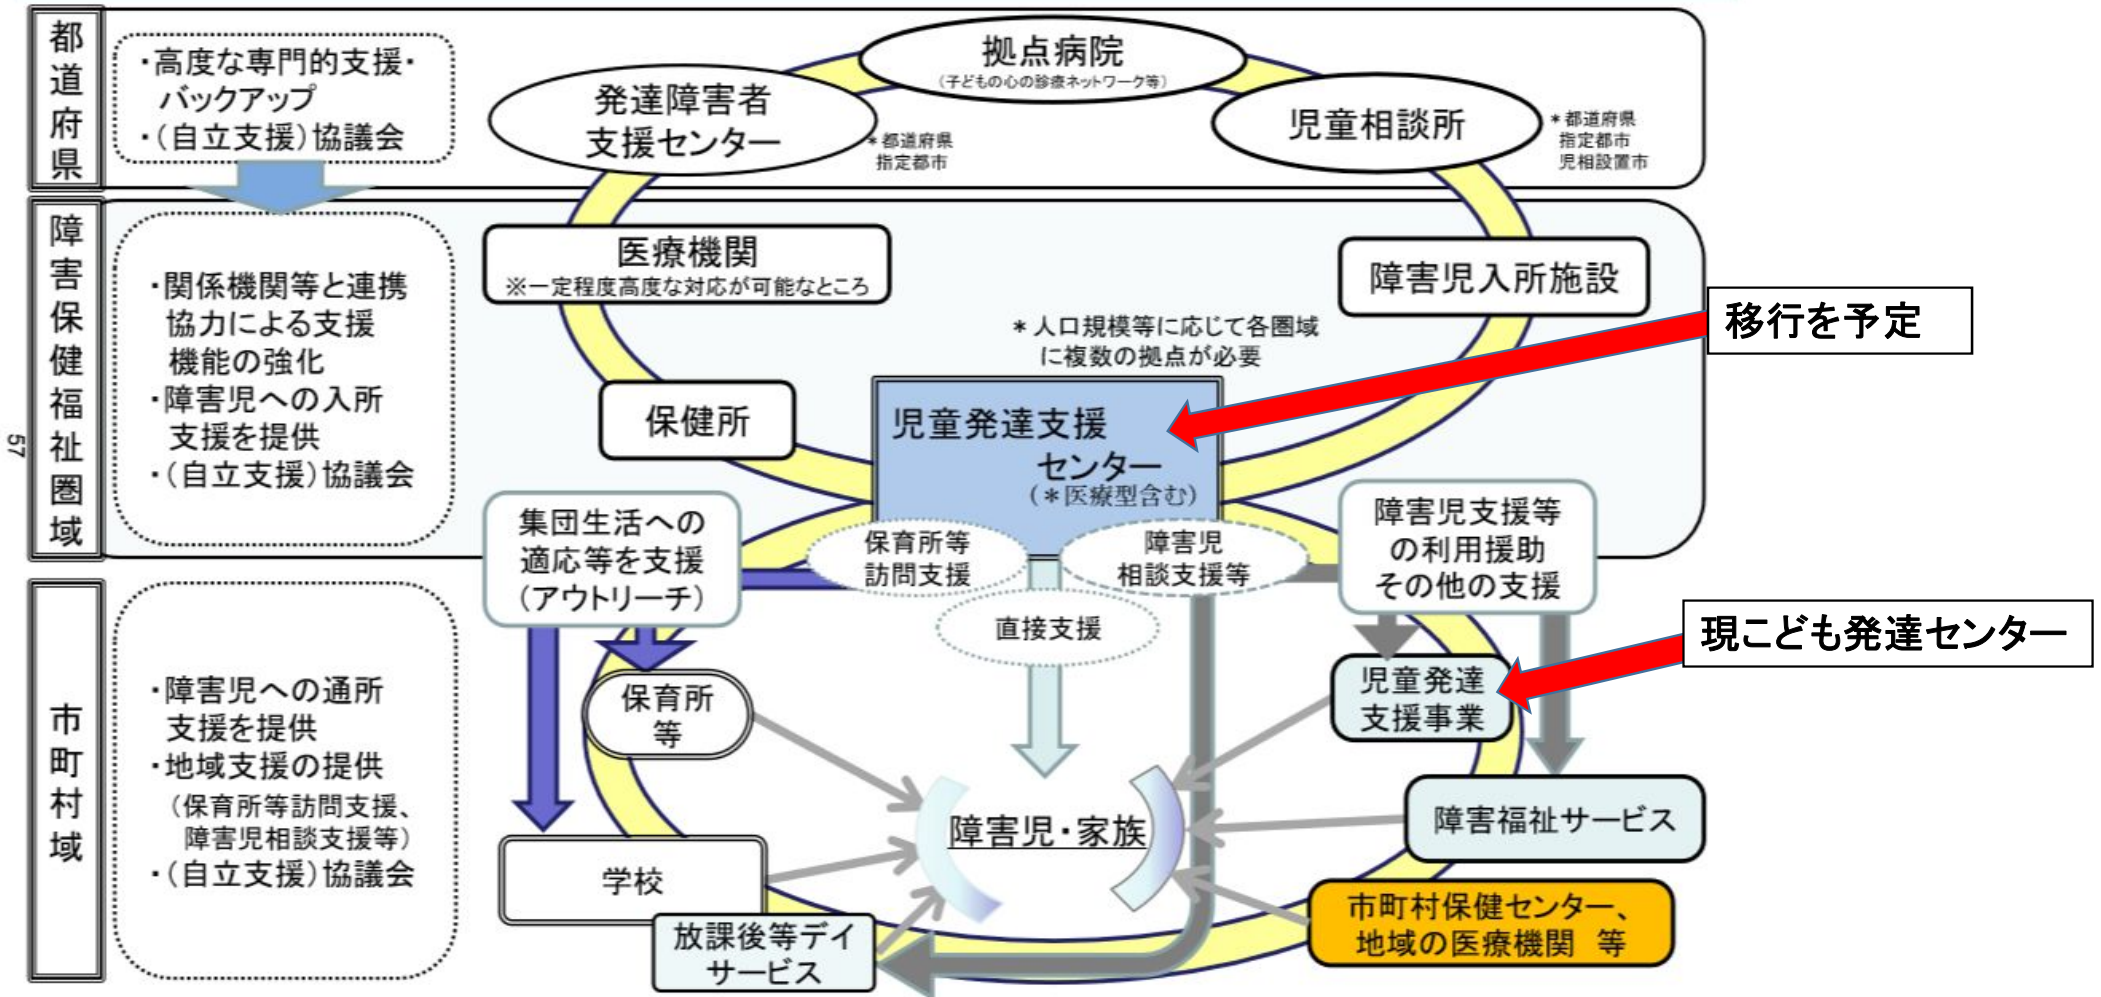 都道府県
・高度な専門的支援・
バックアップ
・(自立支援)協議会
拠点病院
(子どもの心の診療ネットワーク等)
発達障害者
支援センター
*都道府県
指定都市
児童相談所
*都道府県
指定都市
児相設置市
障害保健福祉圏域
・関係機関等と連携
協力による支援
機能の強化
・障害児への入所
支援を提供
・(自立支援)協議会
医療機関
※一定程度高度な対応が可能なところ
障害児入所施設
移行を予定
*人口規模等に応じて各圏域
に複数の拠点が必要
保健所
児童発達支援
センター
(*医療型含む)
57
集団生活への
適応等を支援
(アウトリーチ)
保育所等
訪問支援
障害児
相談支援等
障害児支援等
の利用援助
その他の支援
直接支援
現こども発達センター
市町村域
・障害児への通所
支援を提供
・地域支援の提供
(保育所等訪問支援、
障害児相談支援等)
・(自立支援)協議会
保育所
等
児童発達
支援事業
障害児・家族
障害福祉サービス
学校
放課後等デイ
サービス
市町村保健センター、
地域の医療機関 等